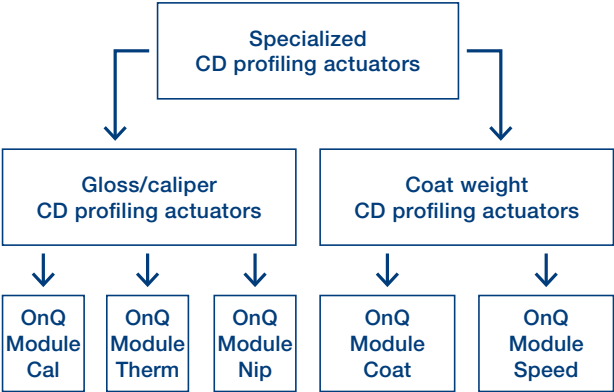 Specialized
CD profiling actuators
Gloss/caliper
CD profiling actuators
Coat weight
CD profiling actuators
OnQ
Module
Cal
OnQ
Module
Therm
OnQ
Module
Nip
OnQ
Module
Coat
OnQ
Module
Speed